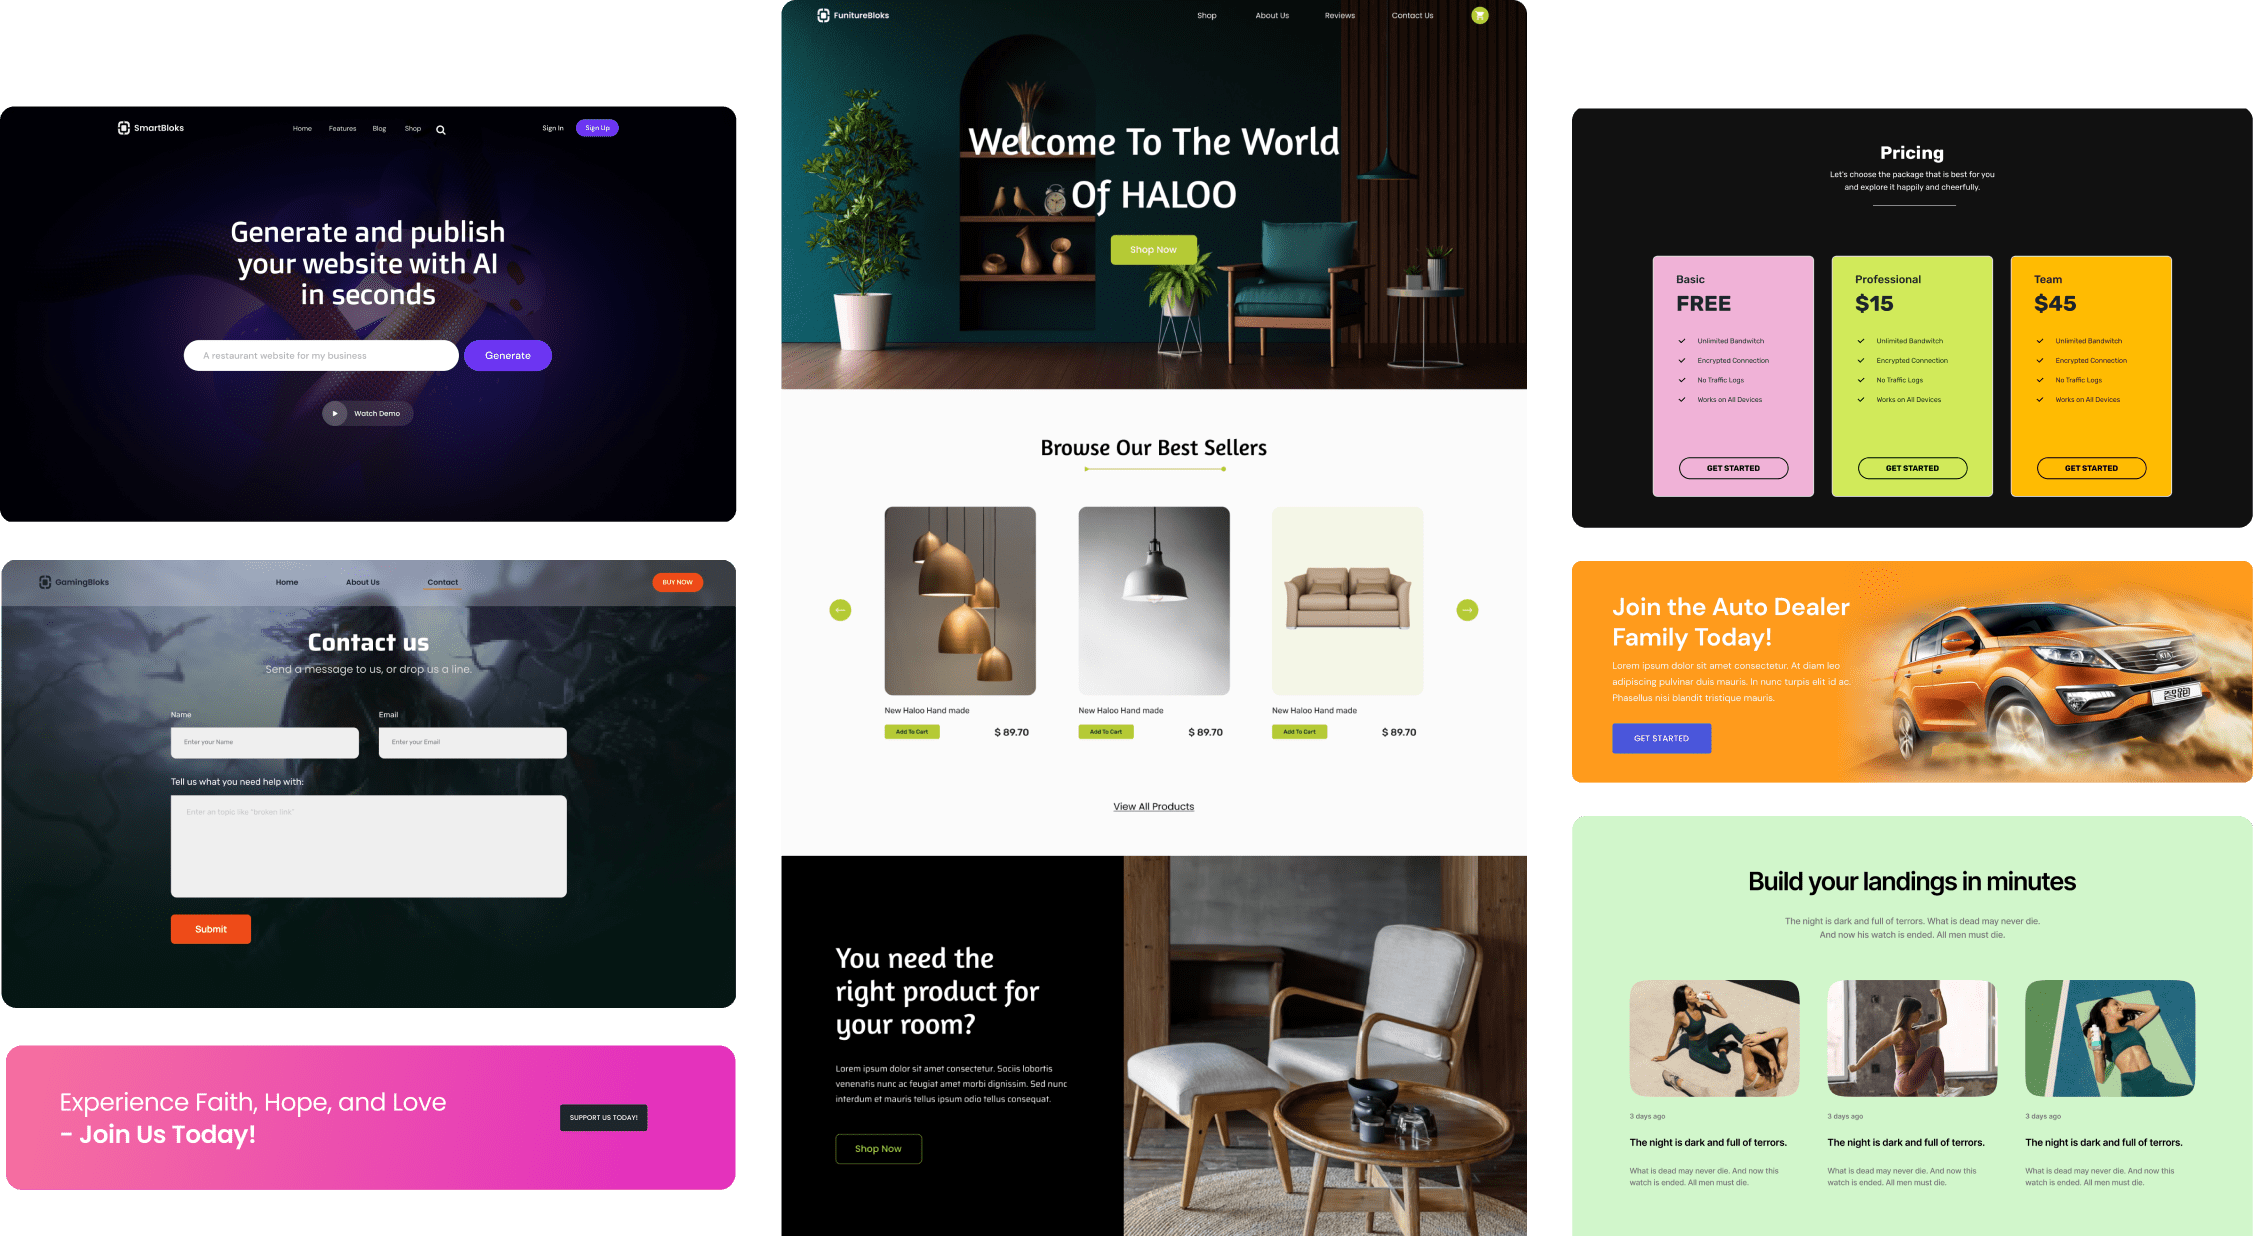 SmartBloks
Home Features Blog Shop
Sign In Sign Up
Generate and publish
your website with AI
in seconds
A restaurant website for my business
Generate
Watch Demo
GamingBloks
Home About Us Contact
BUY NOW
Contact us
Send a message to us, or drop us a line.
Name Email
Enter your Name Enter your Email
Tell us what you need help with:
Enter an topic like "broken link"
Submit
Experience Faith, Hope, and Love
- Join Us Today!
SUPPORT US TODAY!
FunitureBloks
Shop About Us Reviews Contact Us
Welcome To The World
Of HALOO
Shop Now
Browse Our Best Sellers
New Haloo Hand made New Haloo Hand made New Haloo Hand made
Add To Cart $ 89.70 Add To Cart $ 89.70 Add To Cart $ 89.70
View All Products
You need the
right product for
your room?
Lorem ipsum dolor sit amet consectetur. Sociis lobortis
venenatis nunc ac feugiat amet morbi dignissim. Sed nunc
interdum et mauris tellus ipsum odio tellus consequat.
Shop Now
Pricing
Let's choose the package that is best for you
and explore it happily and cheerfully.
Basic
FREE
Unlimited Bandwitch
Encrypted Connection
No Traffic Logs
Works on All Devices
GET STARTED
Professional
$15
Unlimited Bandwitch
Encrypted Connection
No Traffic Logs
Works on All Devices
GET STARTED
Team
$45
Unlimited Bandwitch
Encrypted Connection
No Traffic Logs
Works on All Devices
GET STARTED
Join the Auto Dealer
Family Today!
Lorem ipsum dolor sit amet consectetur. At diam leo
adipiscing pulvinar duis mauris. In nunc turpis elit id ac.
Phasellus nisi blandit tristique mauris.
GET STARTED
KIA
Build your landings in minutes
The night is dark and full of terrors. What is dead may never die.
And now his watch is ended. All men must die.
3 days ago 3 days ago 3 days ago
The night is dark and full of terrors. The night is dark and full of terrors. The night is dark and full of terrors.
What is dead may never die. And now this What is dead may never die. And now this What is dead may never die. And now this
watch is ended. All men must die. watch is ended. All men must die. watch is ended. All men must die.